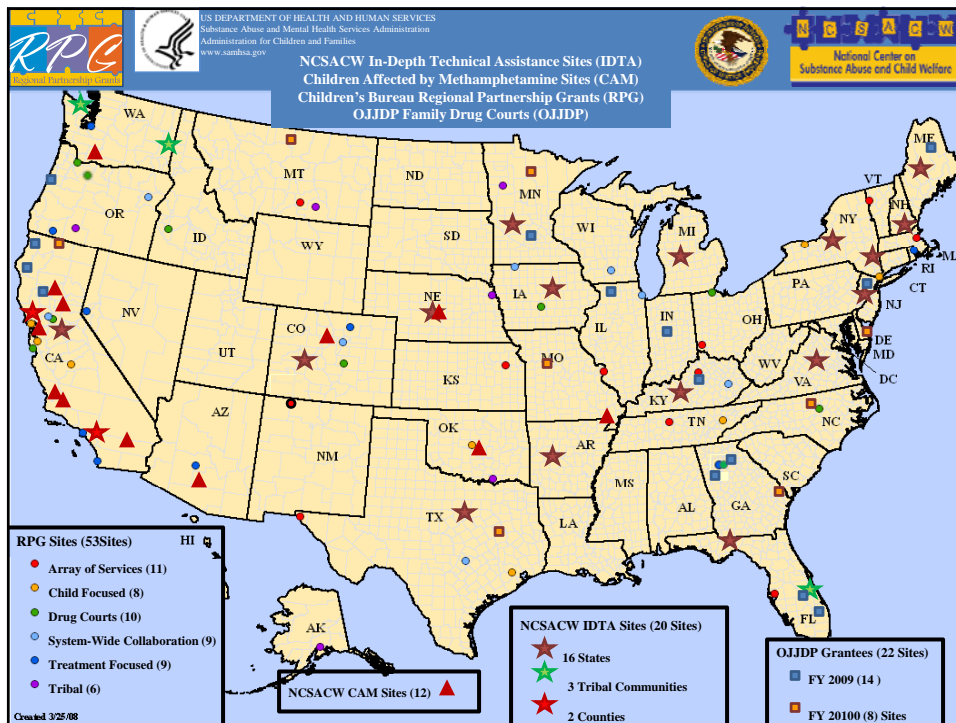 RPG
Regional Partnership Grants
US DEPARTMENT OF HEALTH AND HUMAN SERVICES
Substance Abuse and Mental Health Services Administration
Administration for Children and Families
www.samhsa.gov
NCSACW In-Depth Technical Assistance Sites (IDTA)
Children Affected by Methamphetamine Sites (CAM)
Children's Bureau Regional Partnership Grants (RPG)
OJJDP Family Drug Courts (OJJDP)
N C S A C W
National Center on
Substance Abuse and Child Welfare
WA
MT
ND
MN
ME
VT
NH
OR
ID
WY
SD
WI
MI
NY
MA
RI
CT
NV
UT
CO
NE
IA
IL
IN
OH
PA
NJ
DE
MD
DC
CA
KS
MO
KY
WV
VA
AZ
NM
OK
AR
TN
NC
TX
LA
MS
AL
GA
SC
FL
HI
AK
RPG Sites (53Sites)
Array of Services (11)
Child Focused (8)
Drug Courts (10)
System-Wide Collaboration (9)
Treatment Focused (9)
Tribal (6)
Created 3/25/08
NCSACW CAM Sites (12)
NCSACW IDTA Sites (20 Sites)
16 States
3 Tribal Communities
2 Counties
OJJDP Grantees (22 Sites)
FY 2009 (14 )
FY 20100 (8) Sites